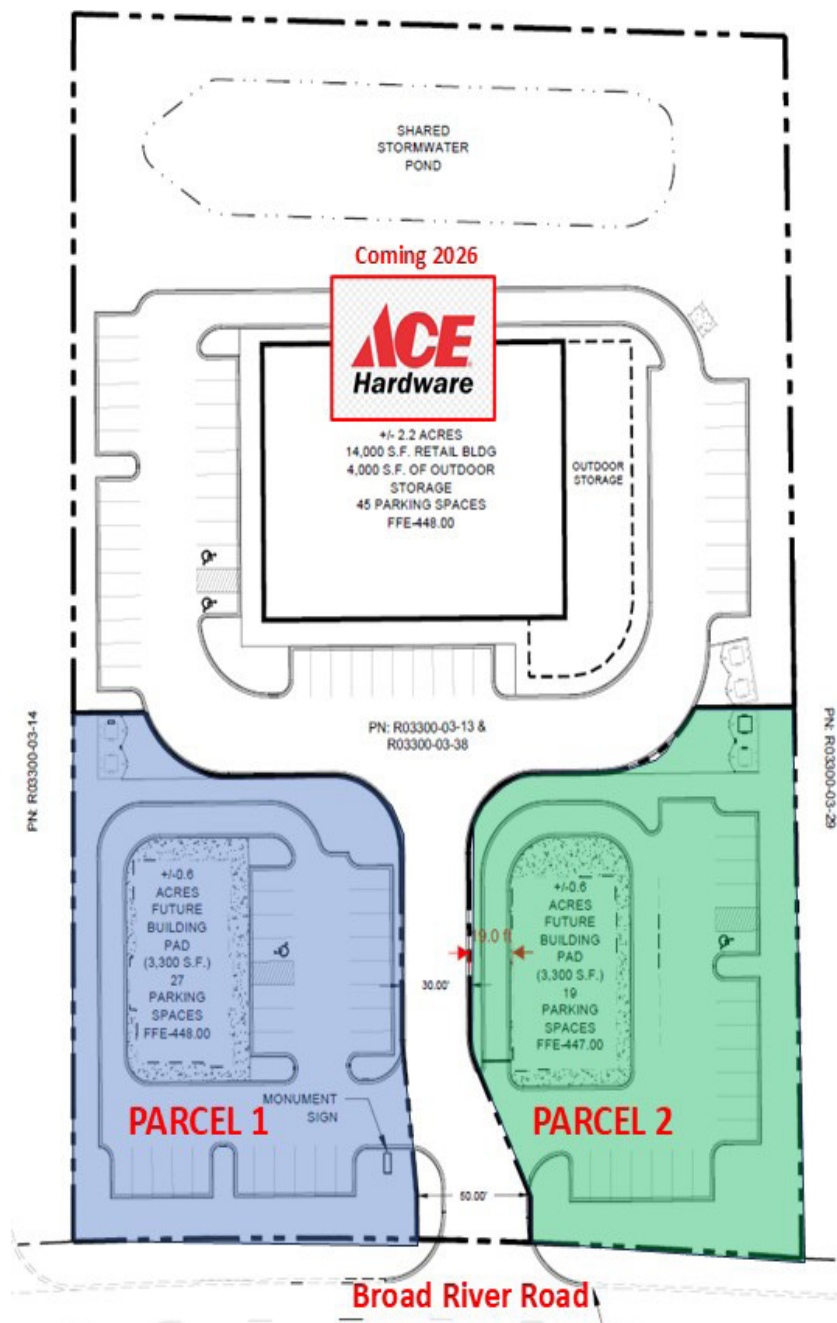 SHARED
STORMWATER
POND
Coming 2026
ACE
Hardware
+/- 2.2 ACRES
14,000 S.F. RETAIL BLDG
4,000 S.F. OF OUTDOOR
STORAGE
45 PARKING SPACES
FFE-448.00
OUTDOOR
STORAGE
PN: R03300-03-14
PN: R03300-03-13 &
R03300-03-38
PN: R03300-03-29
+/-0.6
ACRES
FUTURE
BUILDING
PAD
(3,300 S.F.)
27
PARKING
SPACES
FFE-448.00
30.00'
+/-0.6
ACRES
FUTURE
BUILDING
PAD
(3,300 S.F.)
19
PARKING
SPACES
FFE-447.00
MONUMENT
SIGN
PARCEL 1
PARCEL 2
50.00'
Broad River Road